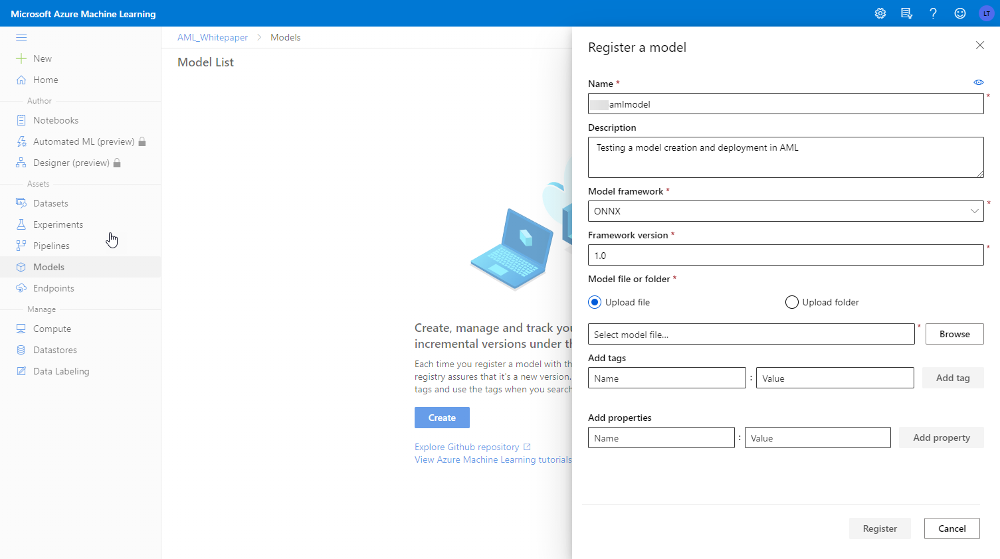 Microsoft Azure Machine Learning
LT
New
Home
Author
Notebooks
Automated ML (preview)
Designer (preview)
Assets
Datasets
Experiments
Pipelines
Models
Endpoints
Manage
Compute
Datastores
Data Labeling
AML_Whitepaper > Models
Model List
Create, manage and track you
incremental versions under th
Each time you register a model with th
registry assures that it's a new version.
tags and use the tags when you search
Create
Explore Github repository
View Azure Machine Learning tutorials
Register a model
Name *
amlmodel *
Description
Testing a model creation and deployment in AML
Model framework *
ONNX *
Framework version *
1.0 *
Model file or folder *
Upload file Upload folder
Select model file... * Browse
Add tags
Name : Value Add tag
Add properties
Name : Value Add property
Register Cancel